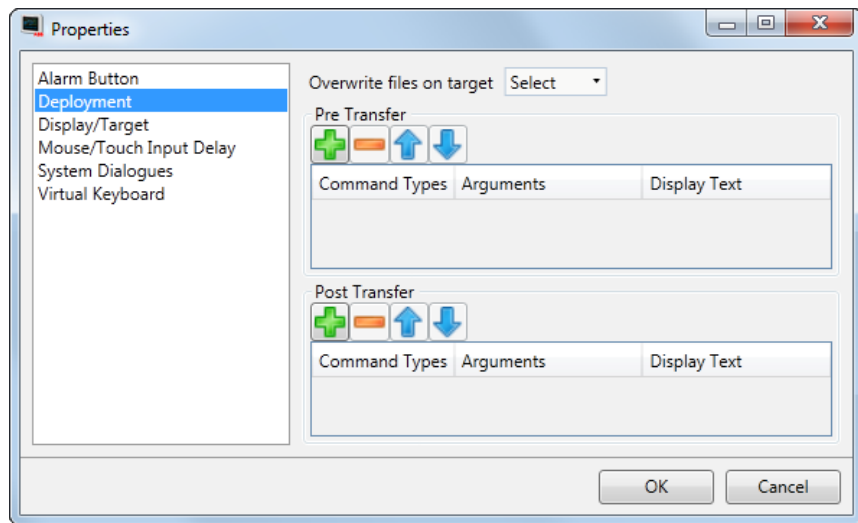 Properties
Alarm Button
Deployment
Display/Target
Mouse/Touch Input Delay
System Dialogues
Virtual Keyboard
Overwrite files on target Select
Pre Transfer
Command Types Arguments Display Text
Post Transfer
Command Types Arguments Display Text
OK Cancel